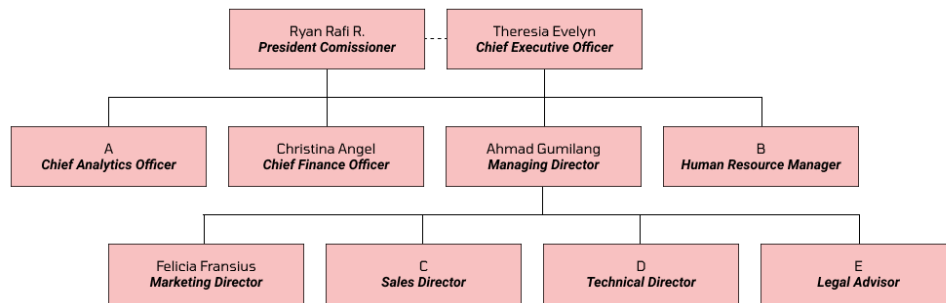 Ryan Rafi R.
President Comissioner
Theresia Evelyn
Chief Executive Officer
A
Chief Analytics Officer
Christina Angel
Chief Finance Officer
Ahmad Gumilang
Managing Director
B
Human Resource Manager
Felicia Fransius
Marketing Director
C
Sales Director
D
Technical Director
E
Legal Advisor